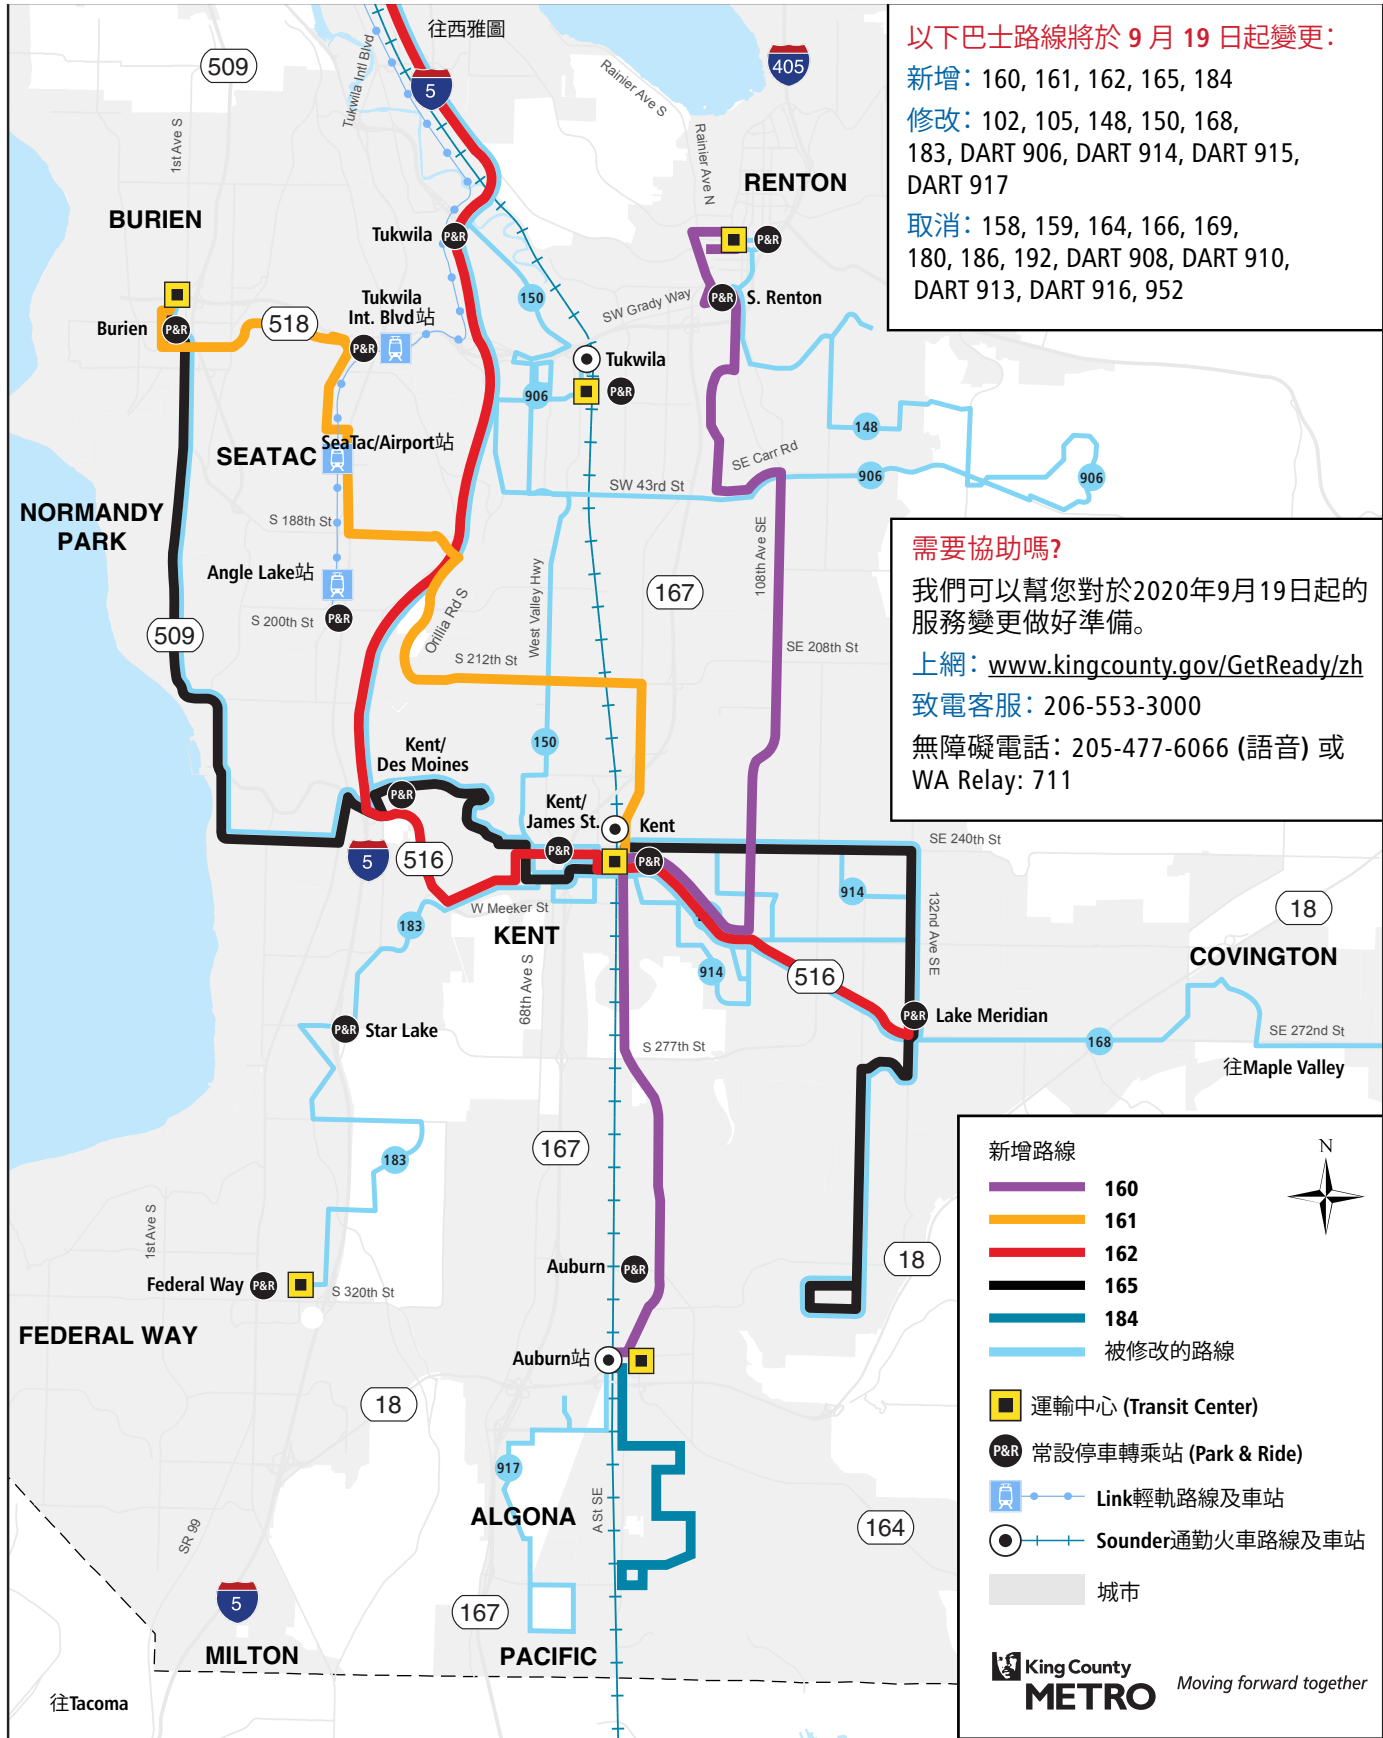 往西雅圖
509
5
405
Tukwila Intl Blvd
Rainier Ave S
1st Ave S
Rainier Ave N
RENTON
BURIEN
Tukwila P&R
P&R
150
SW Grady Way
P&R S. Renton
Tukwila
Int. Blvd站
Burien P&R
518
P&R
Tukwila
906
P&R
148
SeaTac/Airport站
SEATAC
SE Carr Rd
906
906
SW 43rd St
NORMANDY
PARK
S 188th St
108th Ave SE
West Valley Hwy
Angle Lake站
P&R
167
S 200th St
Orillia Rd S
509
SE 208th St
S 212th St
150
Kent/
Des Moines
P&R
Kent/
James St.
P&R
Kent
P&R
SE 240th St
5
516
914
132nd Ave SE
18
W Meeker St
183
KENT
COVINGTON
68th Ave S
914
516
P&R Lake Meridian
P&R Star Lake
SE 272nd St
168
S 277th St
往Maple Valley
167
183
1st Ave S
18
Auburn P&R
Federal Way P&R
S 320th St
FEDERAL WAY
Auburn站
18
917
ALGONA
A St SE
164
SR 99
5
167
MILTON
PACIFIC
往Tacoma
以下巴士路線將於 9 月 19 日起變更：
新增：160, 161, 162, 165, 184
修改：102, 105, 148, 150, 168,
183, DART 906, DART 914, DART 915,
DART 917
取消：158, 159, 164, 166, 169,
180, 186, 192, DART 908, DART 910,
DART 913, DART 916, 952
需要協助嗎?
我們可以幫您對於2020年9月19日起的
服務變更做好準備。
上網：www.kingcounty.gov/GetReady/zh
致電客服：206-553-3000
無障礙電話：205-477-6066 (語音) 或
WA Relay: 711
新增路線
N
160
161
162
165
184
被修改的路線
運輸中心 (Transit Center)
P&R 常設停車轉乘站 (Park & Ride)
Link輕軌路線及車站
Sounder通勤火車路線及車站
城市
King County
METRO
Moving forward together